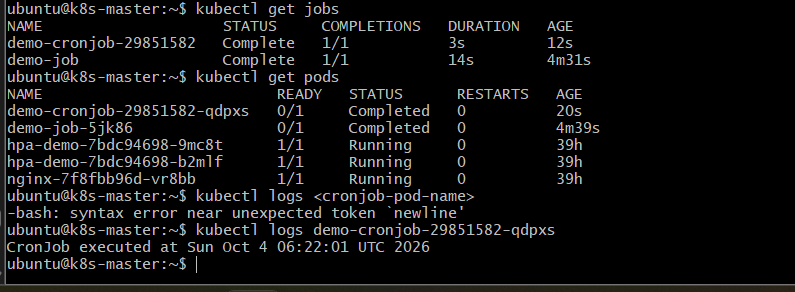 ubuntu@k8s-master:~$ kubectl get jobs
NAME STATUS COMPLETIONS DURATION AGE
demo-cronjob-29851582 Complete 1/1 3s 12s
demo-job Complete 1/1 14s 4m31s
ubuntu@k8s-master:~$ kubectl get pods
NAME READY STATUS RESTARTS AGE
demo-cronjob-29851582-qdpxs 0/1 Completed 0 20s
demo-job-5jk86 0/1 Completed 0 4m39s
hpa-demo-7bdc94698-9mc8t 1/1 Running 0 39h
hpa-demo-7bdc94698-b2mlf 1/1 Running 0 39h
nginx-7f8fbb96d-vr8bb 1/1 Running 0 39h
ubuntu@k8s-master:~$ kubectl logs <cronjob-pod-name>
-bash: syntax error near unexpected token `newline'
ubuntu@k8s-master:~$ kubectl logs demo-cronjob-29851582-qdpxs
CronJob executed at Sun Oct 4 06:22:01 UTC 2026
ubuntu@k8s-master:~$